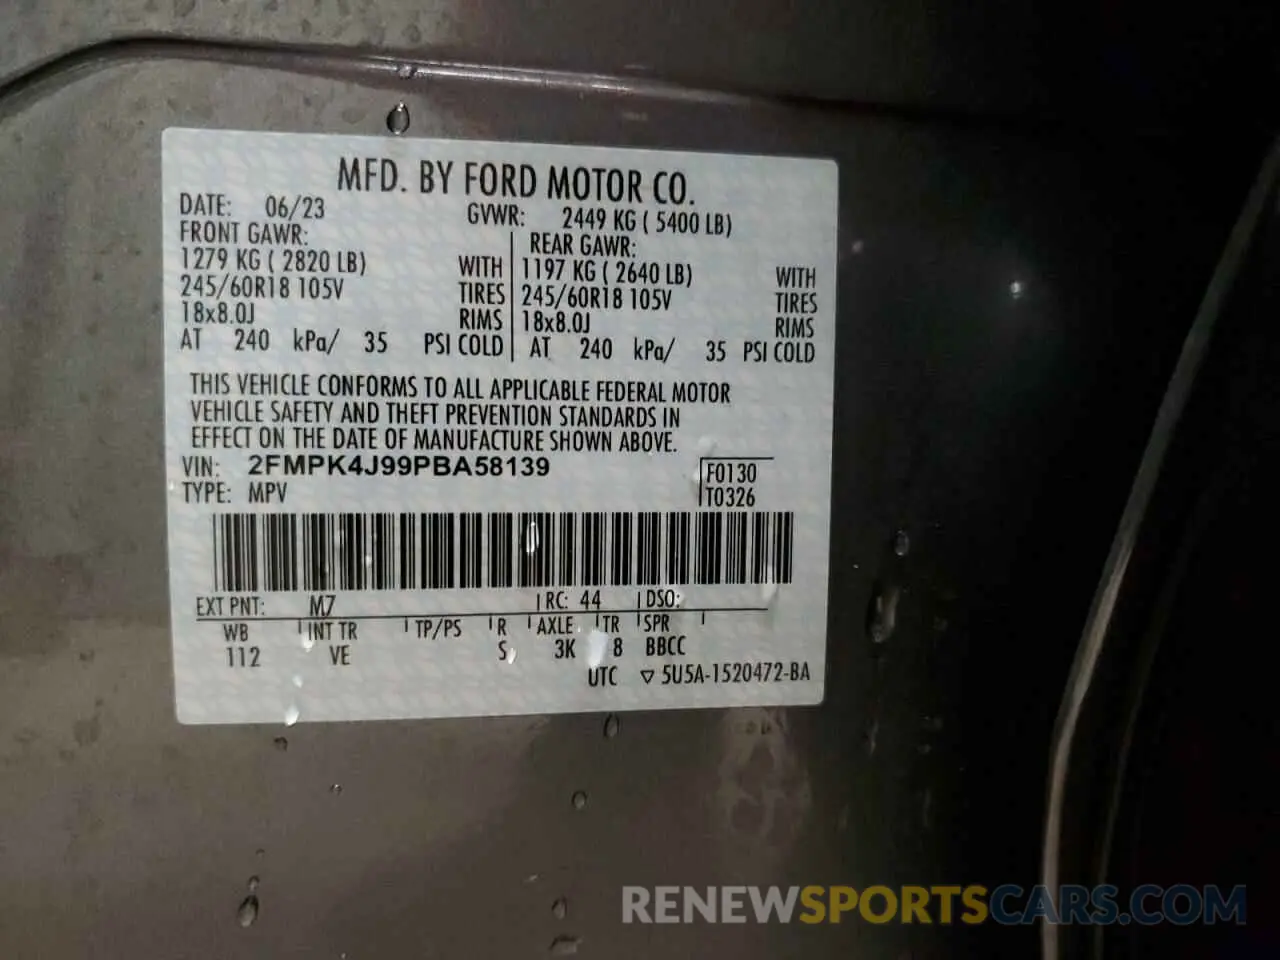 MFD. BY FORD MOTOR CO.
DATE: 06/23 GVWR: 2449 KG ( 5400 LB)
FRONT GAWR: REAR GAWR:
1279 KG ( 2820 LB) WITH 1197 KG ( 2640 LB) WITH
245/60R18 105V TIRES 245/60R18 105V TIRES
18x8.0J RIMS 18x8.0J RIMS
AT 240 kPa/ 35 PSI COLD AT 240 kPa/ 35 PSI COLD
THIS VEHICLE CONFORMS TO ALL APPLICABLE FEDERAL MOTOR
VEHICLE SAFETY AND THEFT PREVENTION STANDARDS IN
EFFECT ON THE DATE OF MANUFACTURE SHOWN ABOVE.
VIN: 2FMPK4J99PBA58139 F0130
TYPE: MPV T0326
EXT PNT: M7 RC: 44 DSO:
WB INT TR TP/PS R AXLE TR SPR
112 VE S 3K 8 BBCC
UTC ▽ 5U5A-1520472-BA
RENEWSPORTSCARS.COM